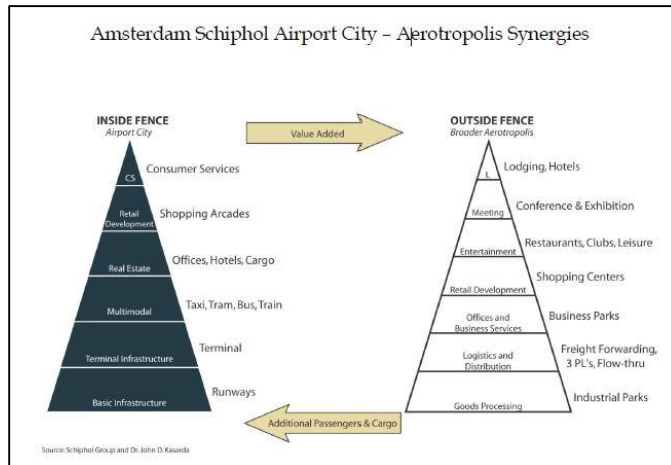 Amsterdam Schiphol Airport City – Aerotropolis Synergies
INSIDE FENCE
Airport City
Value Added
OUTSIDE FENCE
Broader Aerotropolis
CS
Consumer Services
Retail
Development
Shopping Arcades
Real Estate
Offices, Hotels, Cargo
Multimodal
Taxi, Tram, Bus, Train
Terminal Infrastructure
Terminal
Basic Infrastructure
Runways
L
Lodging, Hotels
Meeting
Conference & Exhibition
Entertainment
Restaurants, Clubs, Leisure
Retail Development
Shopping Centers
Offices and
Business Services
Business Parks
Logistics and
Distribution
Freight Forwarding,
3 PL's, Flow-thru
Goods Processing
Industrial Parks
Additional Passengers & Cargo
Source: Schiphol Group and Dr. John D. Kasarda